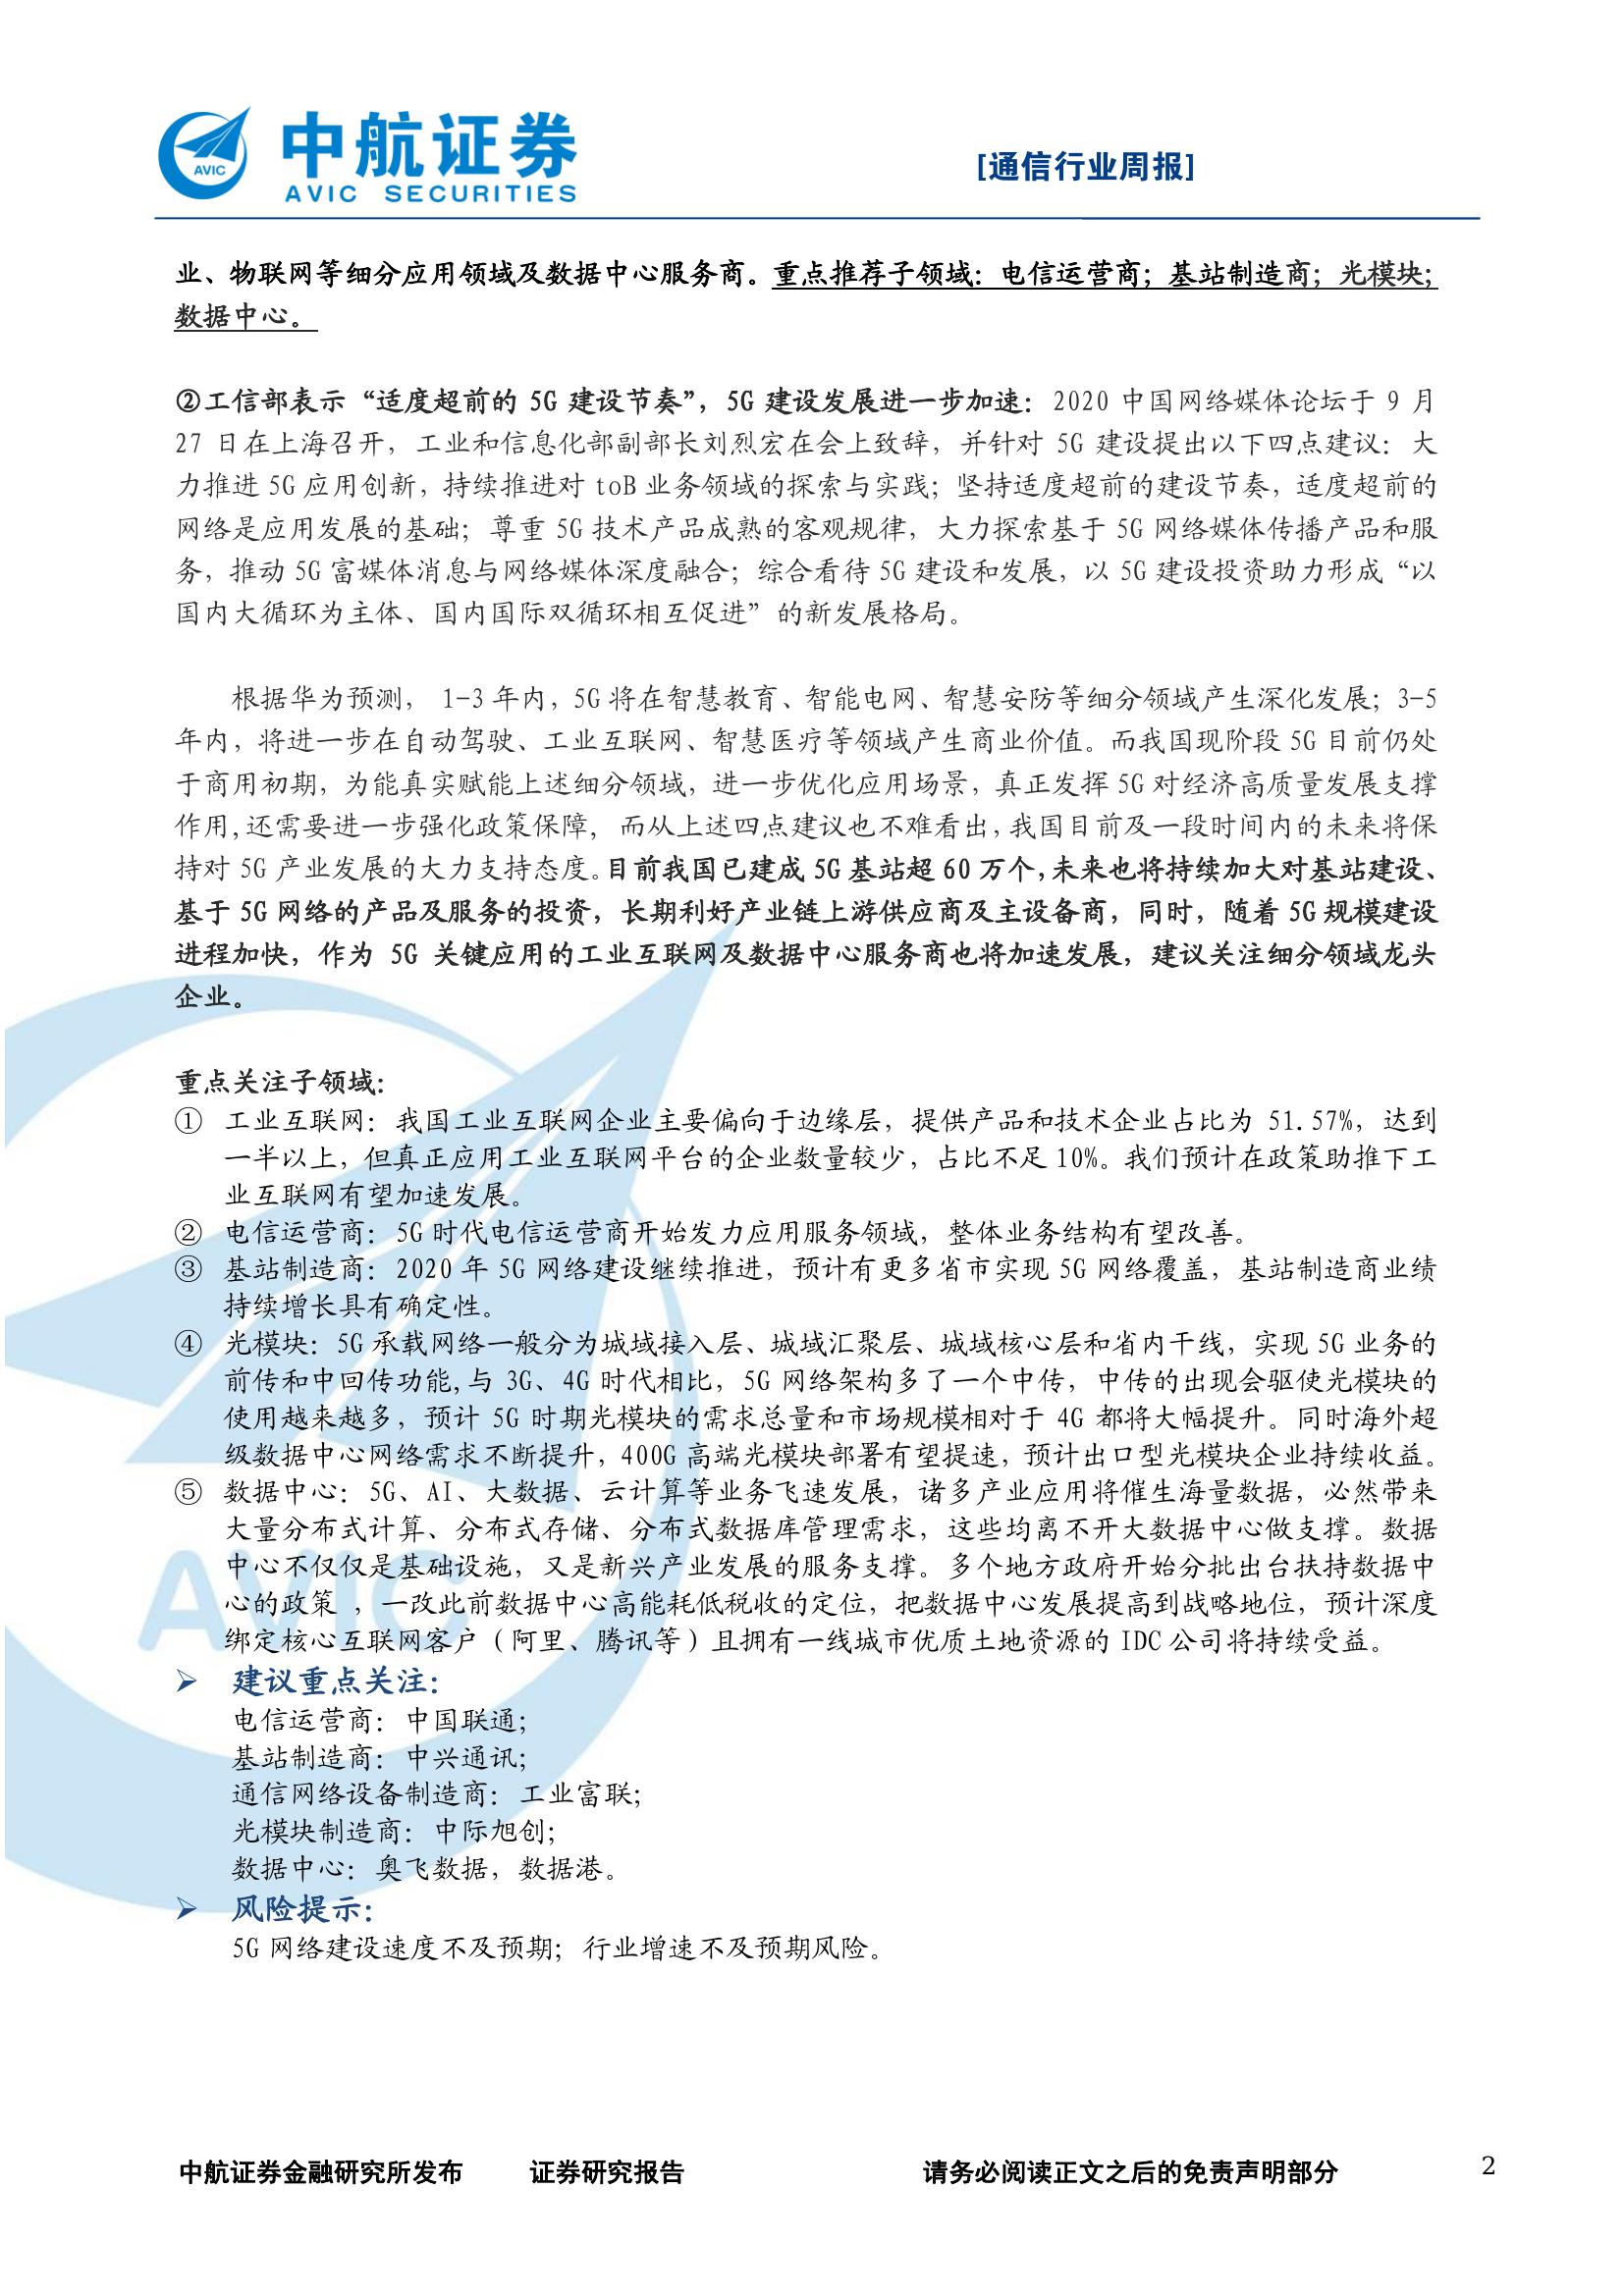 AVIC
中航证券
AVIC SECURITIES
[通信行业周报]
业、物联网等细分应用领域及数据中心服务商。重点推荐子领域：电信运营商；基站制造商；光模块；
数据中心。
②工信部表示“适度超前的 5G 建设节奏”，5G 建设发展进一步加速：2020 中国网络媒体论坛于 9 月
27 日在上海召开，工业和信息化部副部长刘烈宏在会上致辞，并针对 5G 建设提出以下四点建议：大
力推进 5G 应用创新，持续推进对 toB 业务领域的探索与实践；坚持适度超前的建设节奏，适度超前的
网络是应用发展的基础；尊重 5G 技术产品成熟的客观规律，大力探索基于 5G 网络媒体传播产品和服
务，推动 5G 富媒体消息与网络媒体深度融合；综合看待 5G 建设和发展，以 5G 建设投资助力形成“以
国内大循环为主体、国内国际双循环相互促进”的新发展格局。
根据华为预测， 1-3 年内，5G 将在智慧教育、智能电网、智慧安防等细分领域产生深化发展；3-5
年内，将进一步在自动驾驶、工业互联网、智慧医疗等领域产生商业价值。而我国现阶段 5G 目前仍处
于商用初期，为能真实赋能上述细分领域，进一步优化应用场景，真正发挥 5G 对经济高质量发展支撑
作用,还需要进一步强化政策保障， 而从上述四点建议也不难看出,我国目前及一段时间内的未来将保
持对 5G 产业发展的大力支持态度。目前我国已建成 5G 基站超 60 万个,未来也将持续加大对基站建设、
基于 5G 网络的产品及服务的投资，长期利好产业链上游供应商及主设备商，同时，随着 5G 规模建设
进程加快，作为 5G 关键应用的工业互联网及数据中心服务商也将加速发展，建议关注细分领域龙头
企业。
重点关注子领域：
① 工业互联网：我国工业互联网企业主要偏向于边缘层，提供产品和技术企业占比为 51.57%，达到
一半以上，但真正应用工业互联网平台的企业数量较少，占比不足 10%。我们预计在政策助推下工
业互联网有望加速发展。
② 电信运营商：5G 时代电信运营商开始发力应用服务领域，整体业务结构有望改善。
③ 基站制造商：2020 年 5G 网络建设继续推进，预计有更多省市实现 5G 网络覆盖，基站制造商业绩
持续增长具有确定性。
④ 光模块：5G 承载网络一般分为城域接入层、城域汇聚层、城域核心层和省内干线，实现 5G 业务的
前传和中回传功能,与 3G、4G 时代相比，5G 网络架构多了一个中传，中传的出现会驱使光模块的
使用越来越多，预计 5G 时期光模块的需求总量和市场规模相对于 4G 都将大幅提升。同时海外超
级数据中心网络需求不断提升，400G 高端光模块部署有望提速，预计出口型光模块企业持续收益。
⑤ 数据中心：5G、AI、大数据、云计算等业务飞速发展，诸多产业应用将催生海量数据，必然带来
大量分布式计算、分布式存储、分布式数据库管理需求，这些均离不开大数据中心做支撑。数据
中心不仅仅是基础设施，又是新兴产业发展的服务支撑。多个地方政府开始分批出台扶持数据中
心的政策 ，一改此前数据中心高能耗低税收的定位，把数据中心发展提高到战略地位，预计深度
绑定核心互联网客户（阿里、腾讯等）且拥有一线城市优质土地资源的 IDC 公司将持续受益。
➢ 建议重点关注：
电信运营商：中国联通；
基站制造商：中兴通讯；
通信网络设备制造商：工业富联；
光模块制造商：中际旭创；
数据中心：奥飞数据，数据港。
➢ 风险提示：
5G 网络建设速度不及预期；行业增速不及预期风险。
AVIC
中航证券金融研究所发布 证券研究报告 请务必阅读正文之后的免责声明部分 2